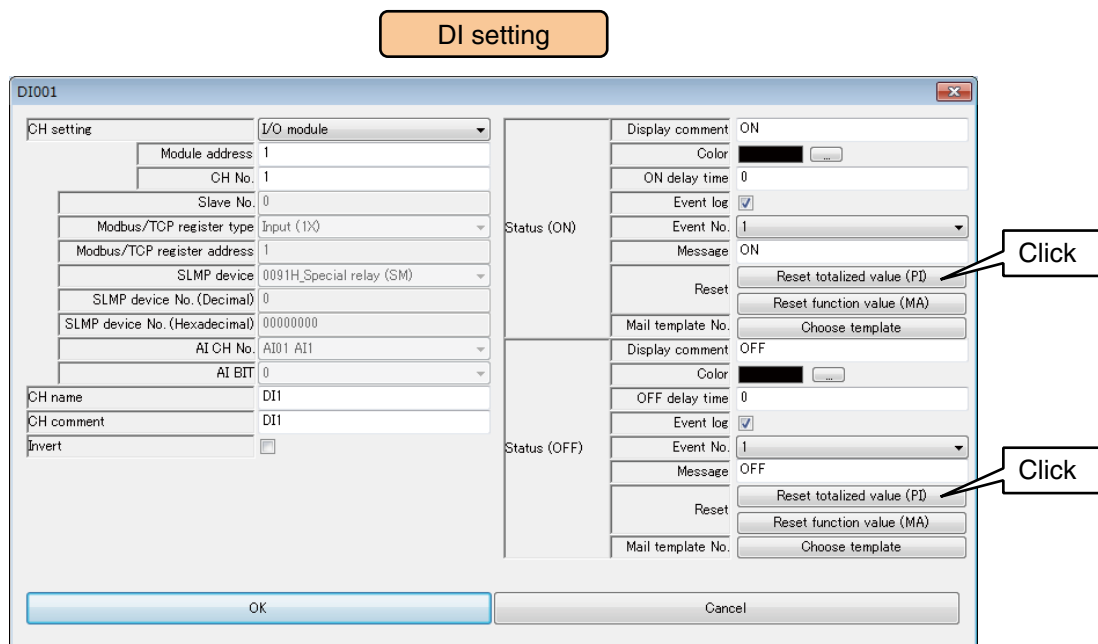 DI setting
DI001
CH setting I/O module
Module address 1
CH No. 1
Slave No. 0
Modbus/TCP register type Input (1X)
Modbus/TCP register address 1
SLMP device 0091H_Special relay (SM)
SLMP device No. (Decimal) 0
SLMP device No. (Hexadecimal) 00000000
AI CH No. AI01 AI1
AI BIT 0
CH name DI1
CH comment DI1
Invert
Status (ON)
Display comment ON
Color ...
ON delay time 0
Event log
Event No. 1
Message ON
Reset
Reset totalized value (PI)
Reset function value (MA)
Mail template No. Choose template
Click
Status (OFF)
Display comment OFF
Color ...
OFF delay time 0
Event log
Event No. 1
Message OFF
Reset
Reset totalized value (PI)
Reset function value (MA)
Mail template No. Choose template
Click
OK
Cancel